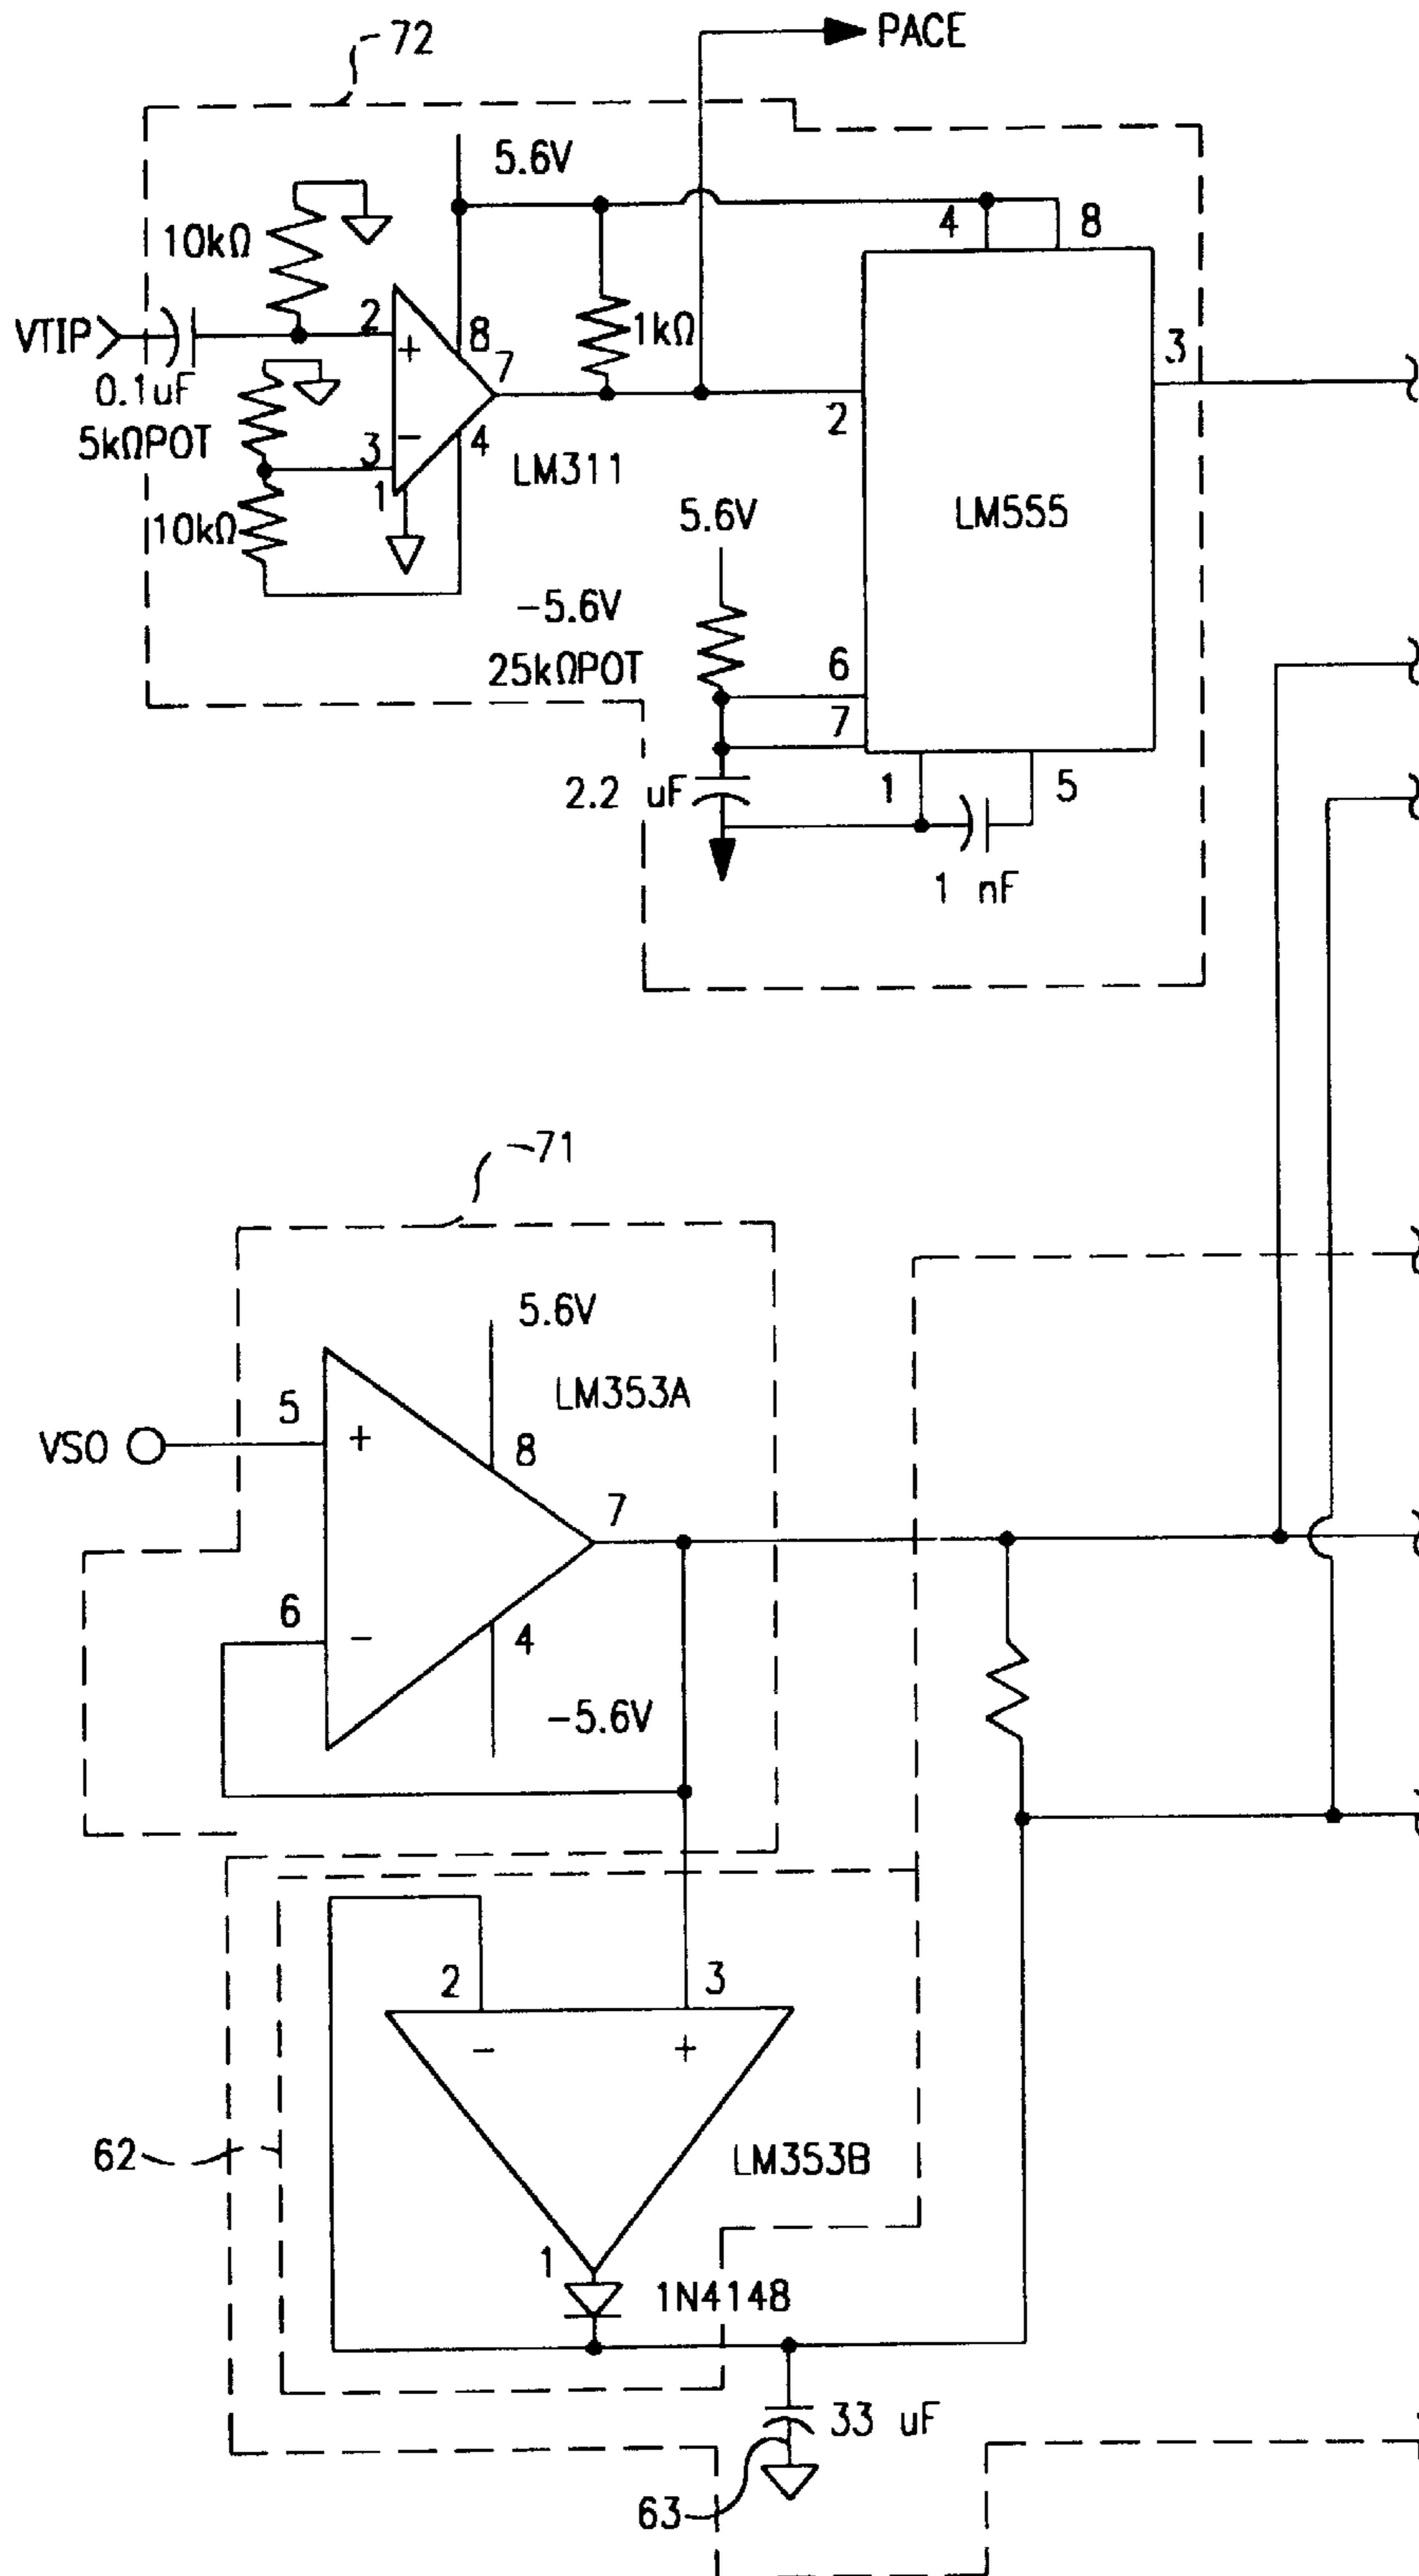 72
PACE
5.6V
10kΩ
4
8
VTIP
2
+
8
7
1kΩ
3
0.1uF
2
5kΩPOT
3
−
4
1
LM311
10kΩ
5.6V
LM555
−5.6V
25kΩPOT
6
7
2.2 uF
1
5
1 nF
71
5.6V
LM353A
5
+
8
VSO
7
6
−
4
−5.6V
2
3
−
+
62
LM353B
1
1N4148
33 uF
63